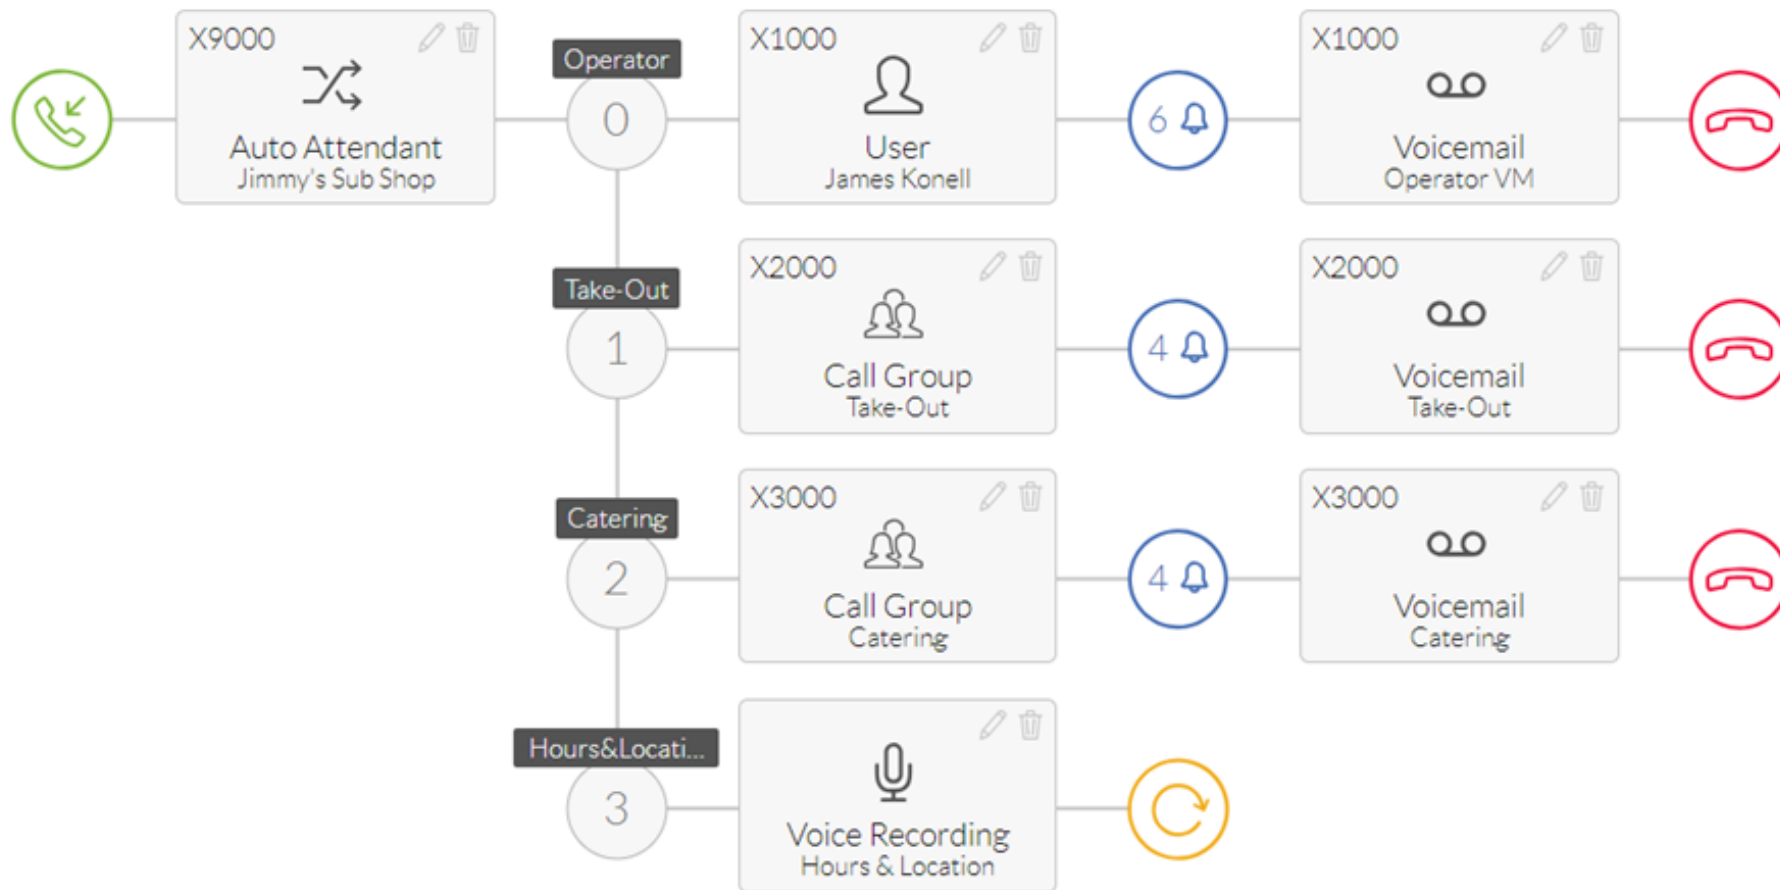 X9000
Auto Attendant
Jimmy's Sub Shop
Operator
0
X1000
User
James Konell
6
X1000
Voicemail
Operator VM
Take-Out
1
X2000
Call Group
Take-Out
4
X2000
Voicemail
Take-Out
Catering
2
X3000
Call Group
Catering
4
X3000
Voicemail
Catering
Hours&Locati...
3
Voice Recording
Hours & Location